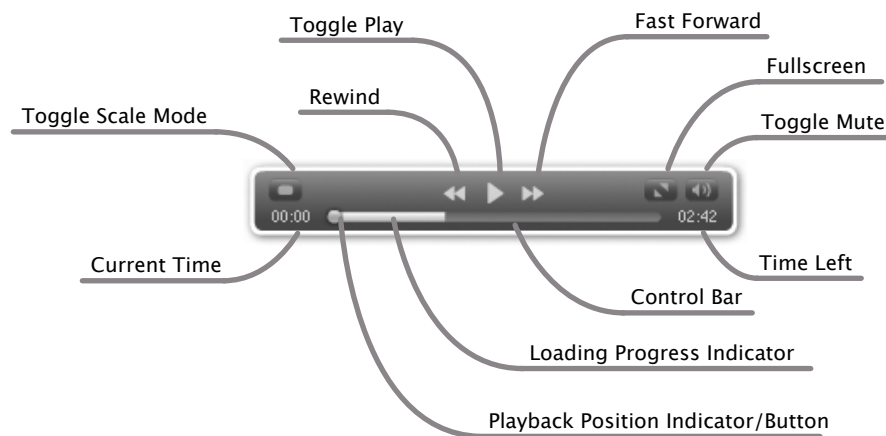 Toggle Play
Fast Forward
Fullscreen
Rewind
Toggle Scale Mode
Toggle Mute
00:00
02:42
Current Time
Time Left
Control Bar
Loading Progress Indicator
Playback Position Indicator/Button